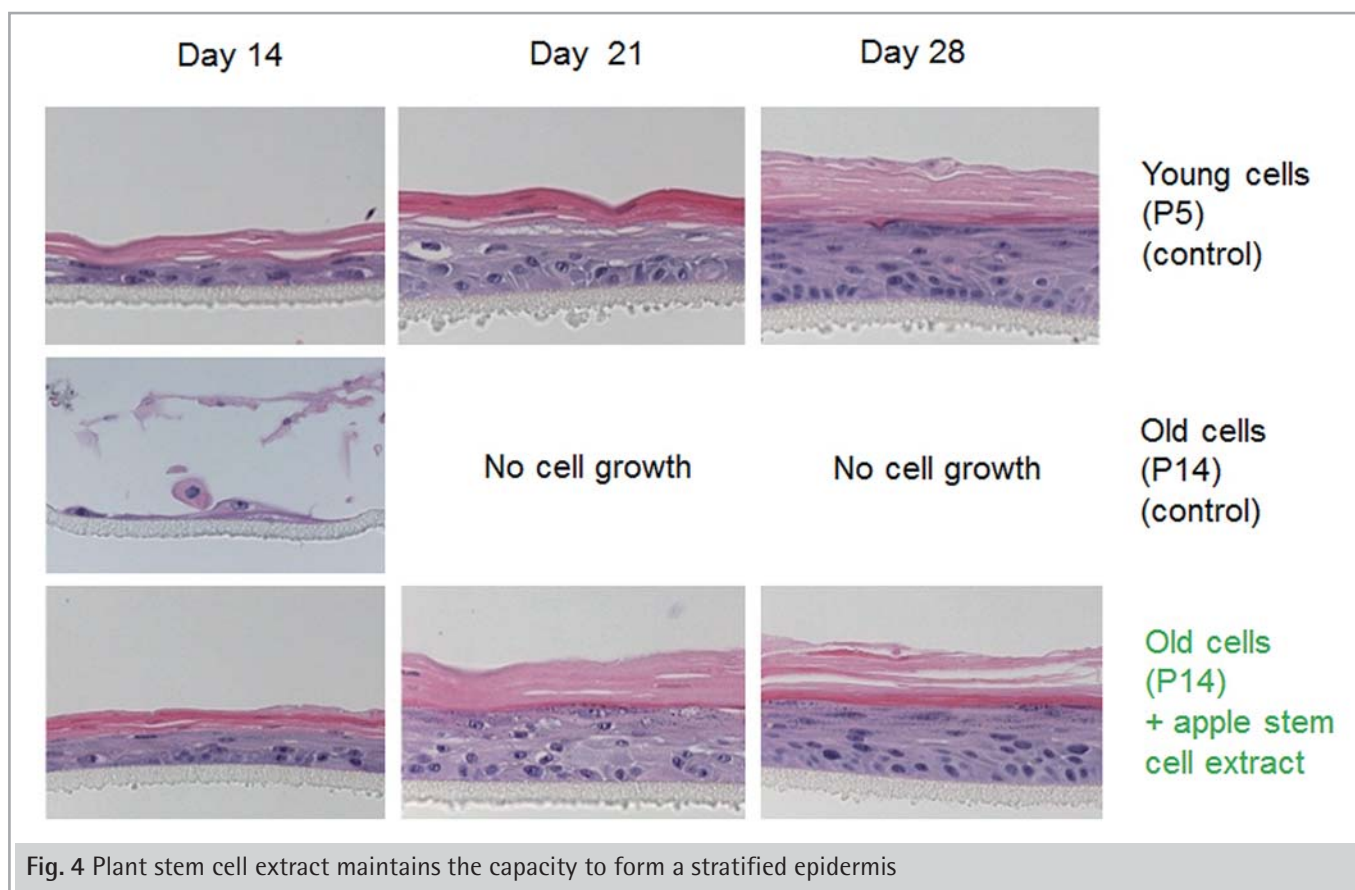 Day 14 Day 21 Day 28
Young cells
(P5)
(control)
No cell growth No cell growth
Old cells
(P14)
(control)
Old cells
(P14)
+ apple stem
cell extract
Fig. 4 Plant stem cell extract maintains the capacity to form a stratified epidermis